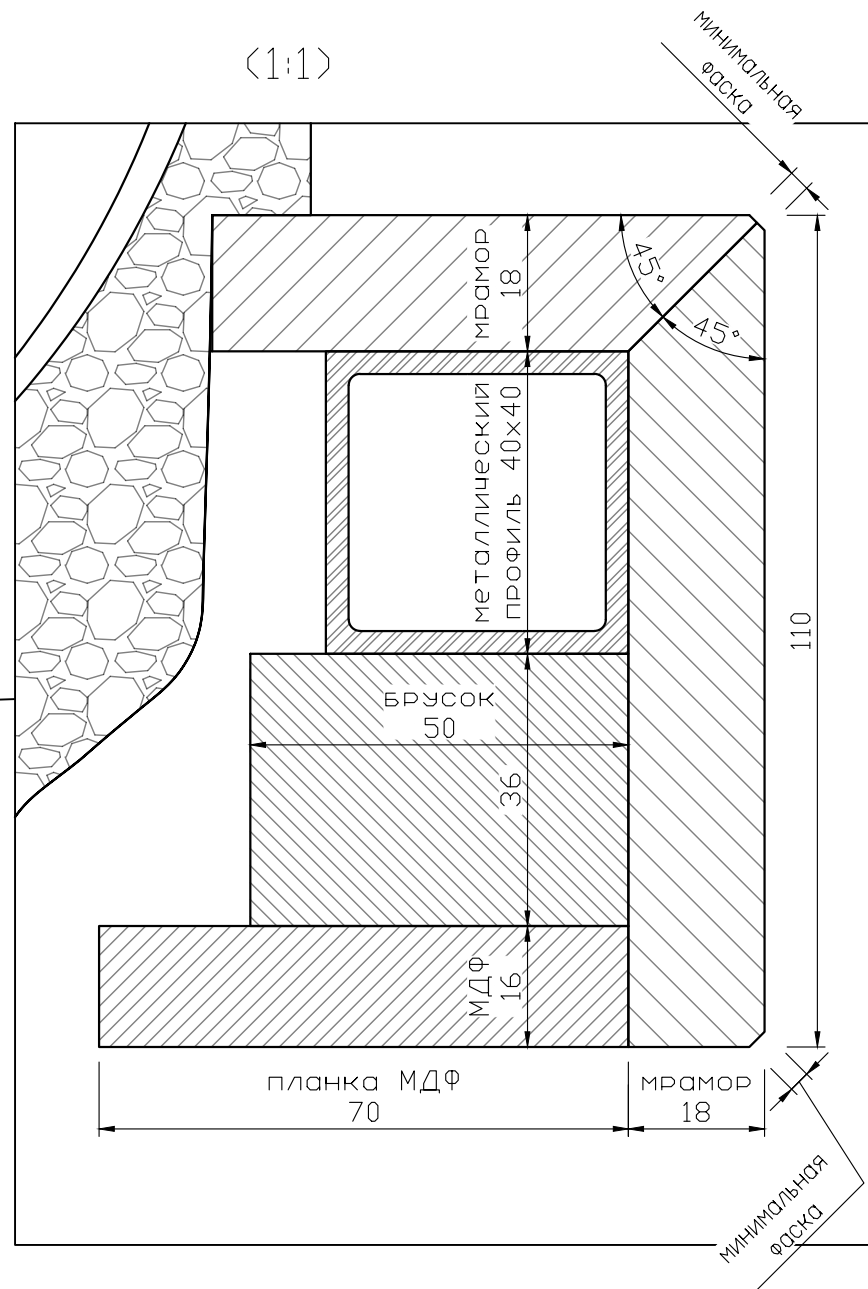 (1:1)
минимальная
фаска
мрамор
18
45°
45°
металлический
профиль 40x40
110
БРУСОК
50
36
МДФ
16
планка МДФ
70
мрамор
18
минимальная
фаска